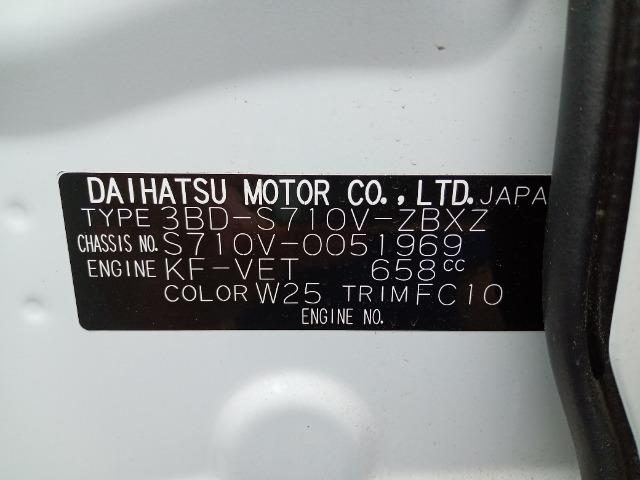 DAIHATSU MOTOR CO., LTD. JAPA
TYPE 3BD-S710V-ZBXZ
CHASSIS NO. S710V-0051969
ENGINE KF-VET 658cc
COLOR W25 TRIM FC10
ENGINE NO.